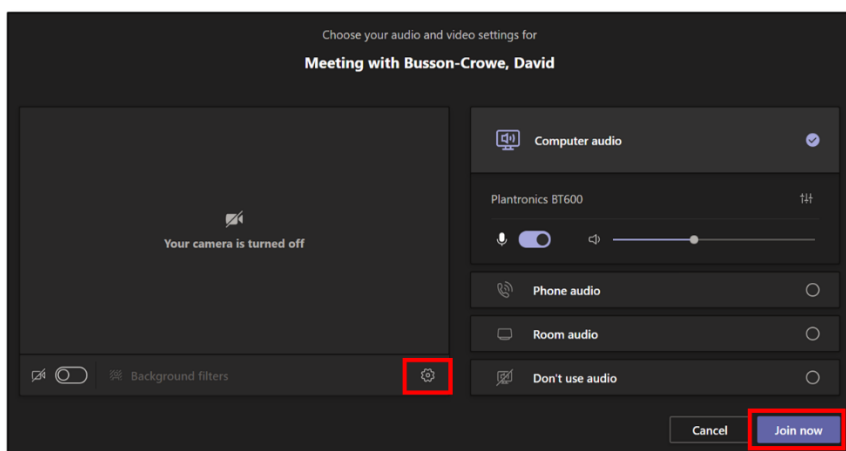 Choose your audio and video settings for
Meeting with Busson-Crowe, David
Your camera is turned off
Background filters
Computer audio
Plantronics BT600
Phone audio
Room audio
Don't use audio
Cancel
Join now